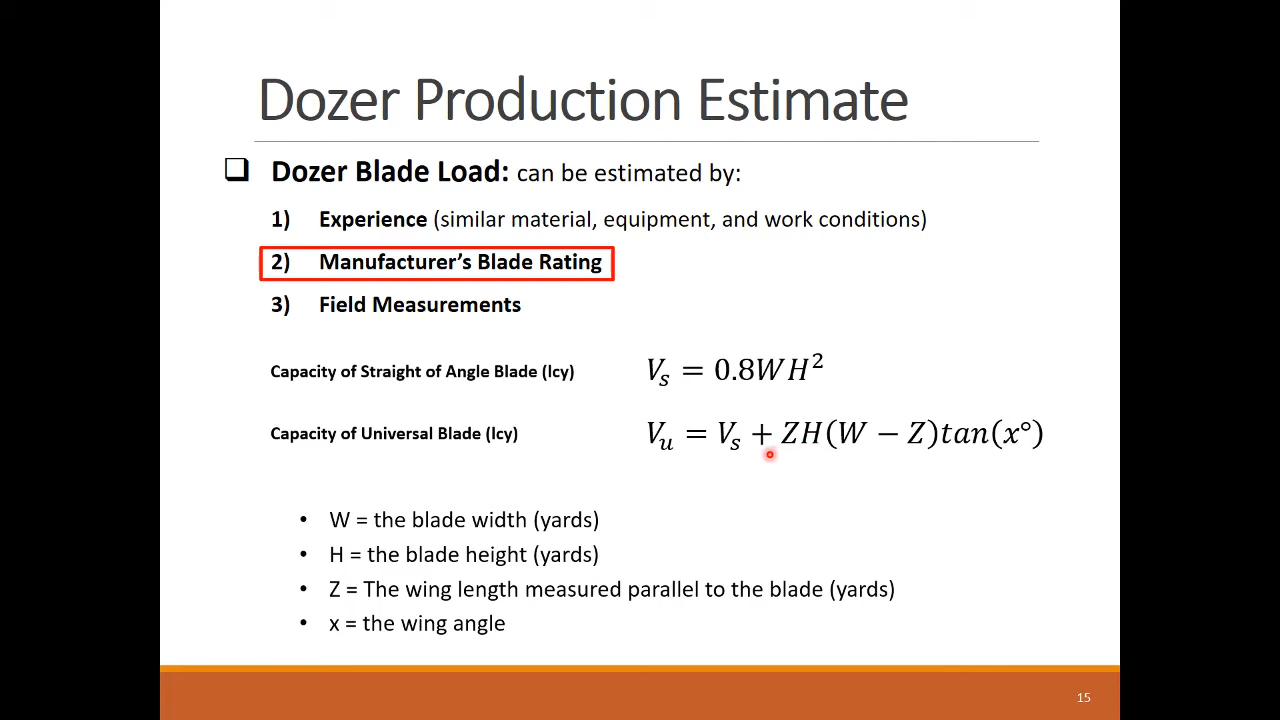 Dozer Production Estimate
❑ Dozer Blade Load: can be estimated by:
1) Experience (similar material, equipment, and work conditions)
2) Manufacturer's Blade Rating
3) Field Measurements
Capacity of Straight of Angle Blade (lcy) Vₛ = 0.8WH²
Capacity of Universal Blade (lcy) Vᵤ = Vₛ + ZH(W − Z)tan(x°)
• W = the blade width (yards)
• H = the blade height (yards)
• Z = The wing length measured parallel to the blade (yards)
• x = the wing angle
15